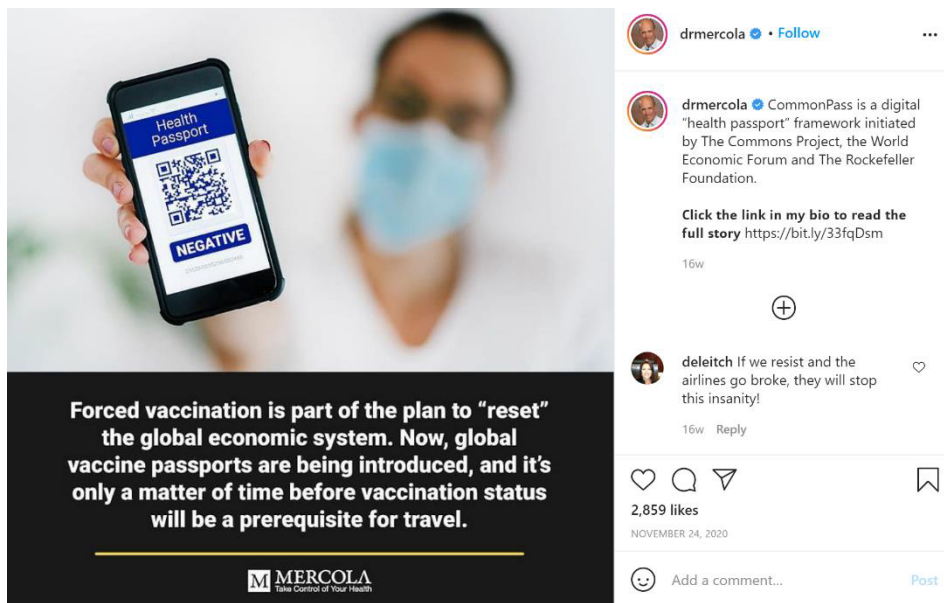 Health
Passport
NEGATIVE
Forced vaccination is part of the plan to “reset”
the global economic system. Now, global
vaccine passports are being introduced, and it’s
only a matter of time before vaccination status
will be a prerequisite for travel.
M MERCOLA
Take Control of Your Health
drmercola • Follow
drmercola CommonPass is a digital
“health passport” framework initiated
by The Commons Project, the World
Economic Forum and The Rockefeller
Foundation.
Click the link in my bio to read the
full story https://bit.ly/33fqDsm
16w
deleitch If we resist and the
airlines go broke, they will stop
this insanity!
16w Reply
2,859 likes
NOVEMBER 24, 2020
Add a comment...
Post